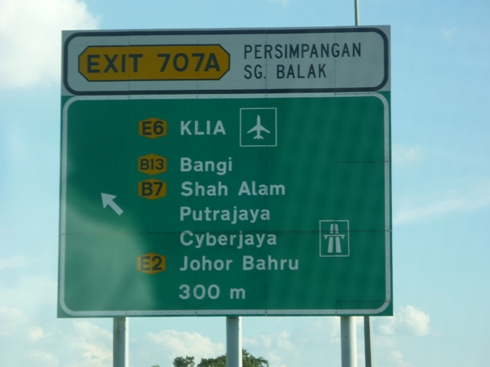 EXIT 707A
PERSIMPANGAN
SG. BALAK
E6 KLIA
B13 Bangi
B7 Shah Alam
Putrajaya
Cyberjaya
E2 Johor Bahru
300 m